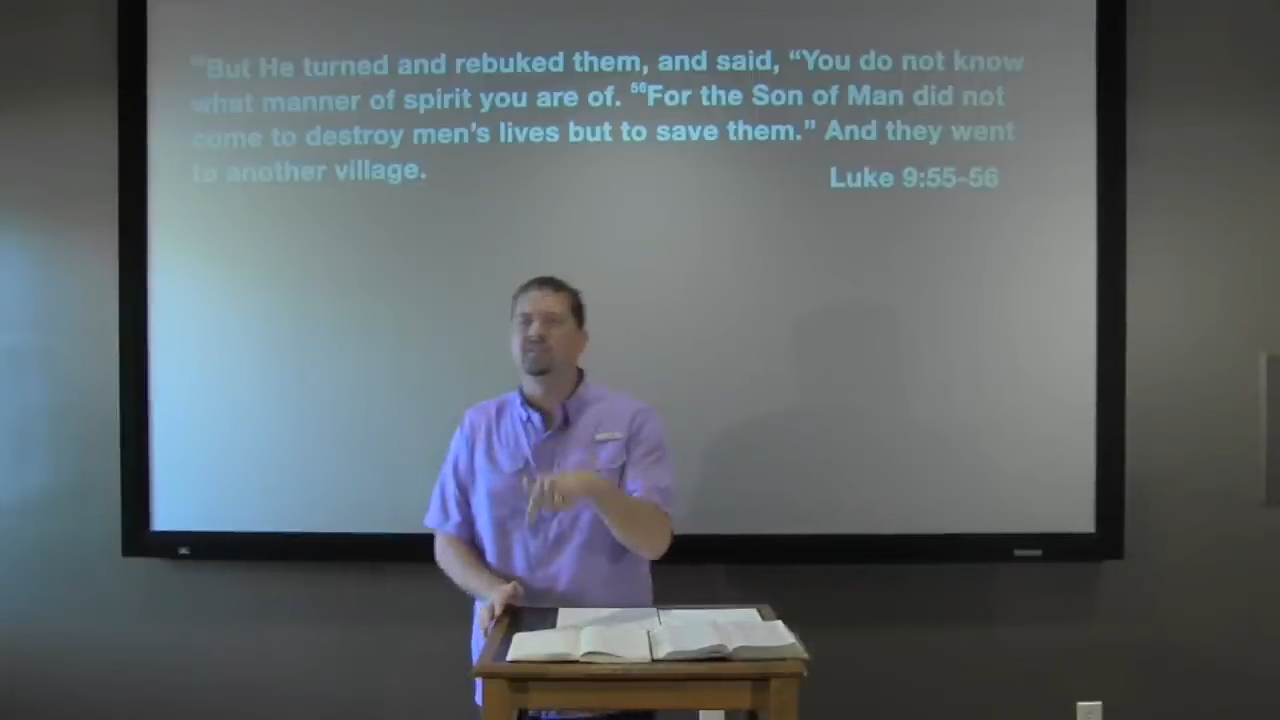 "But He turned and rebuked them, and said, “You do not know
what manner of spirit you are of. ⁵⁶For the Son of Man did not
come to destroy men’s lives but to save them.” And they went
to another village.
Luke 9:55-56